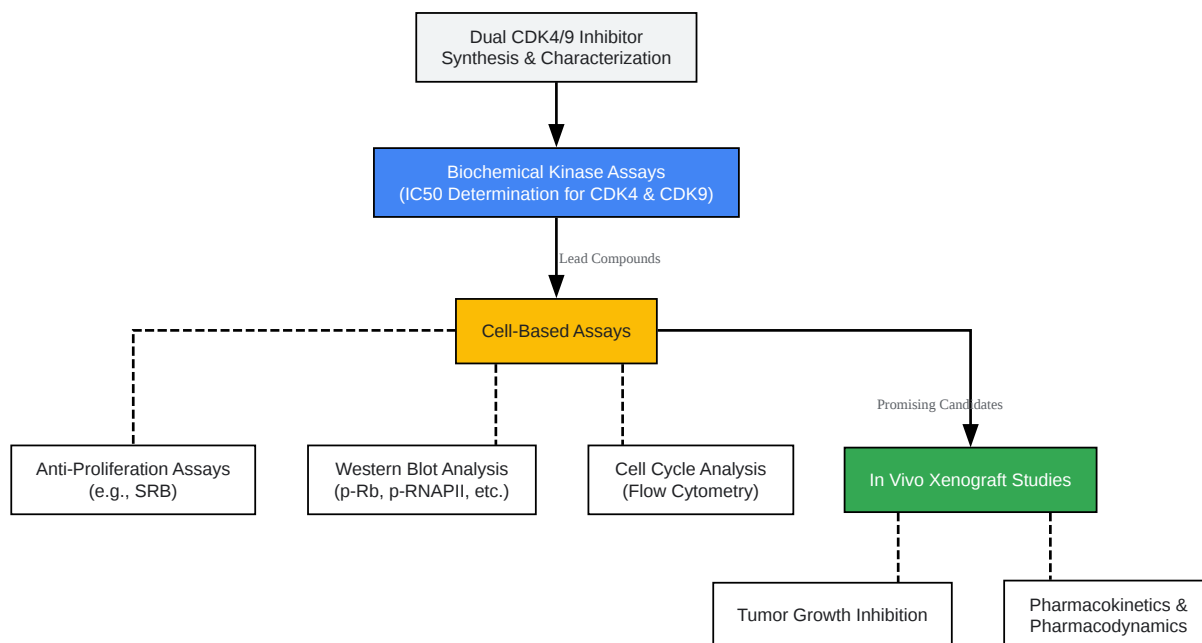 Dual CDK4/9 Inhibitor
Synthesis & Characterization
Biochemical Kinase Assays
(IC50 Determination for CDK4 & CDK9)
Lead Compounds
Cell-Based Assays
Promising Candidates
Anti-Proliferation Assays
(e.g., SRB)
Western Blot Analysis
(p-Rb, p-RNAPII, etc.)
Cell Cycle Analysis
(Flow Cytometry)
In Vivo Xenograft Studies
Tumor Growth Inhibition
Pharmacokinetics &
Pharmacodynamics